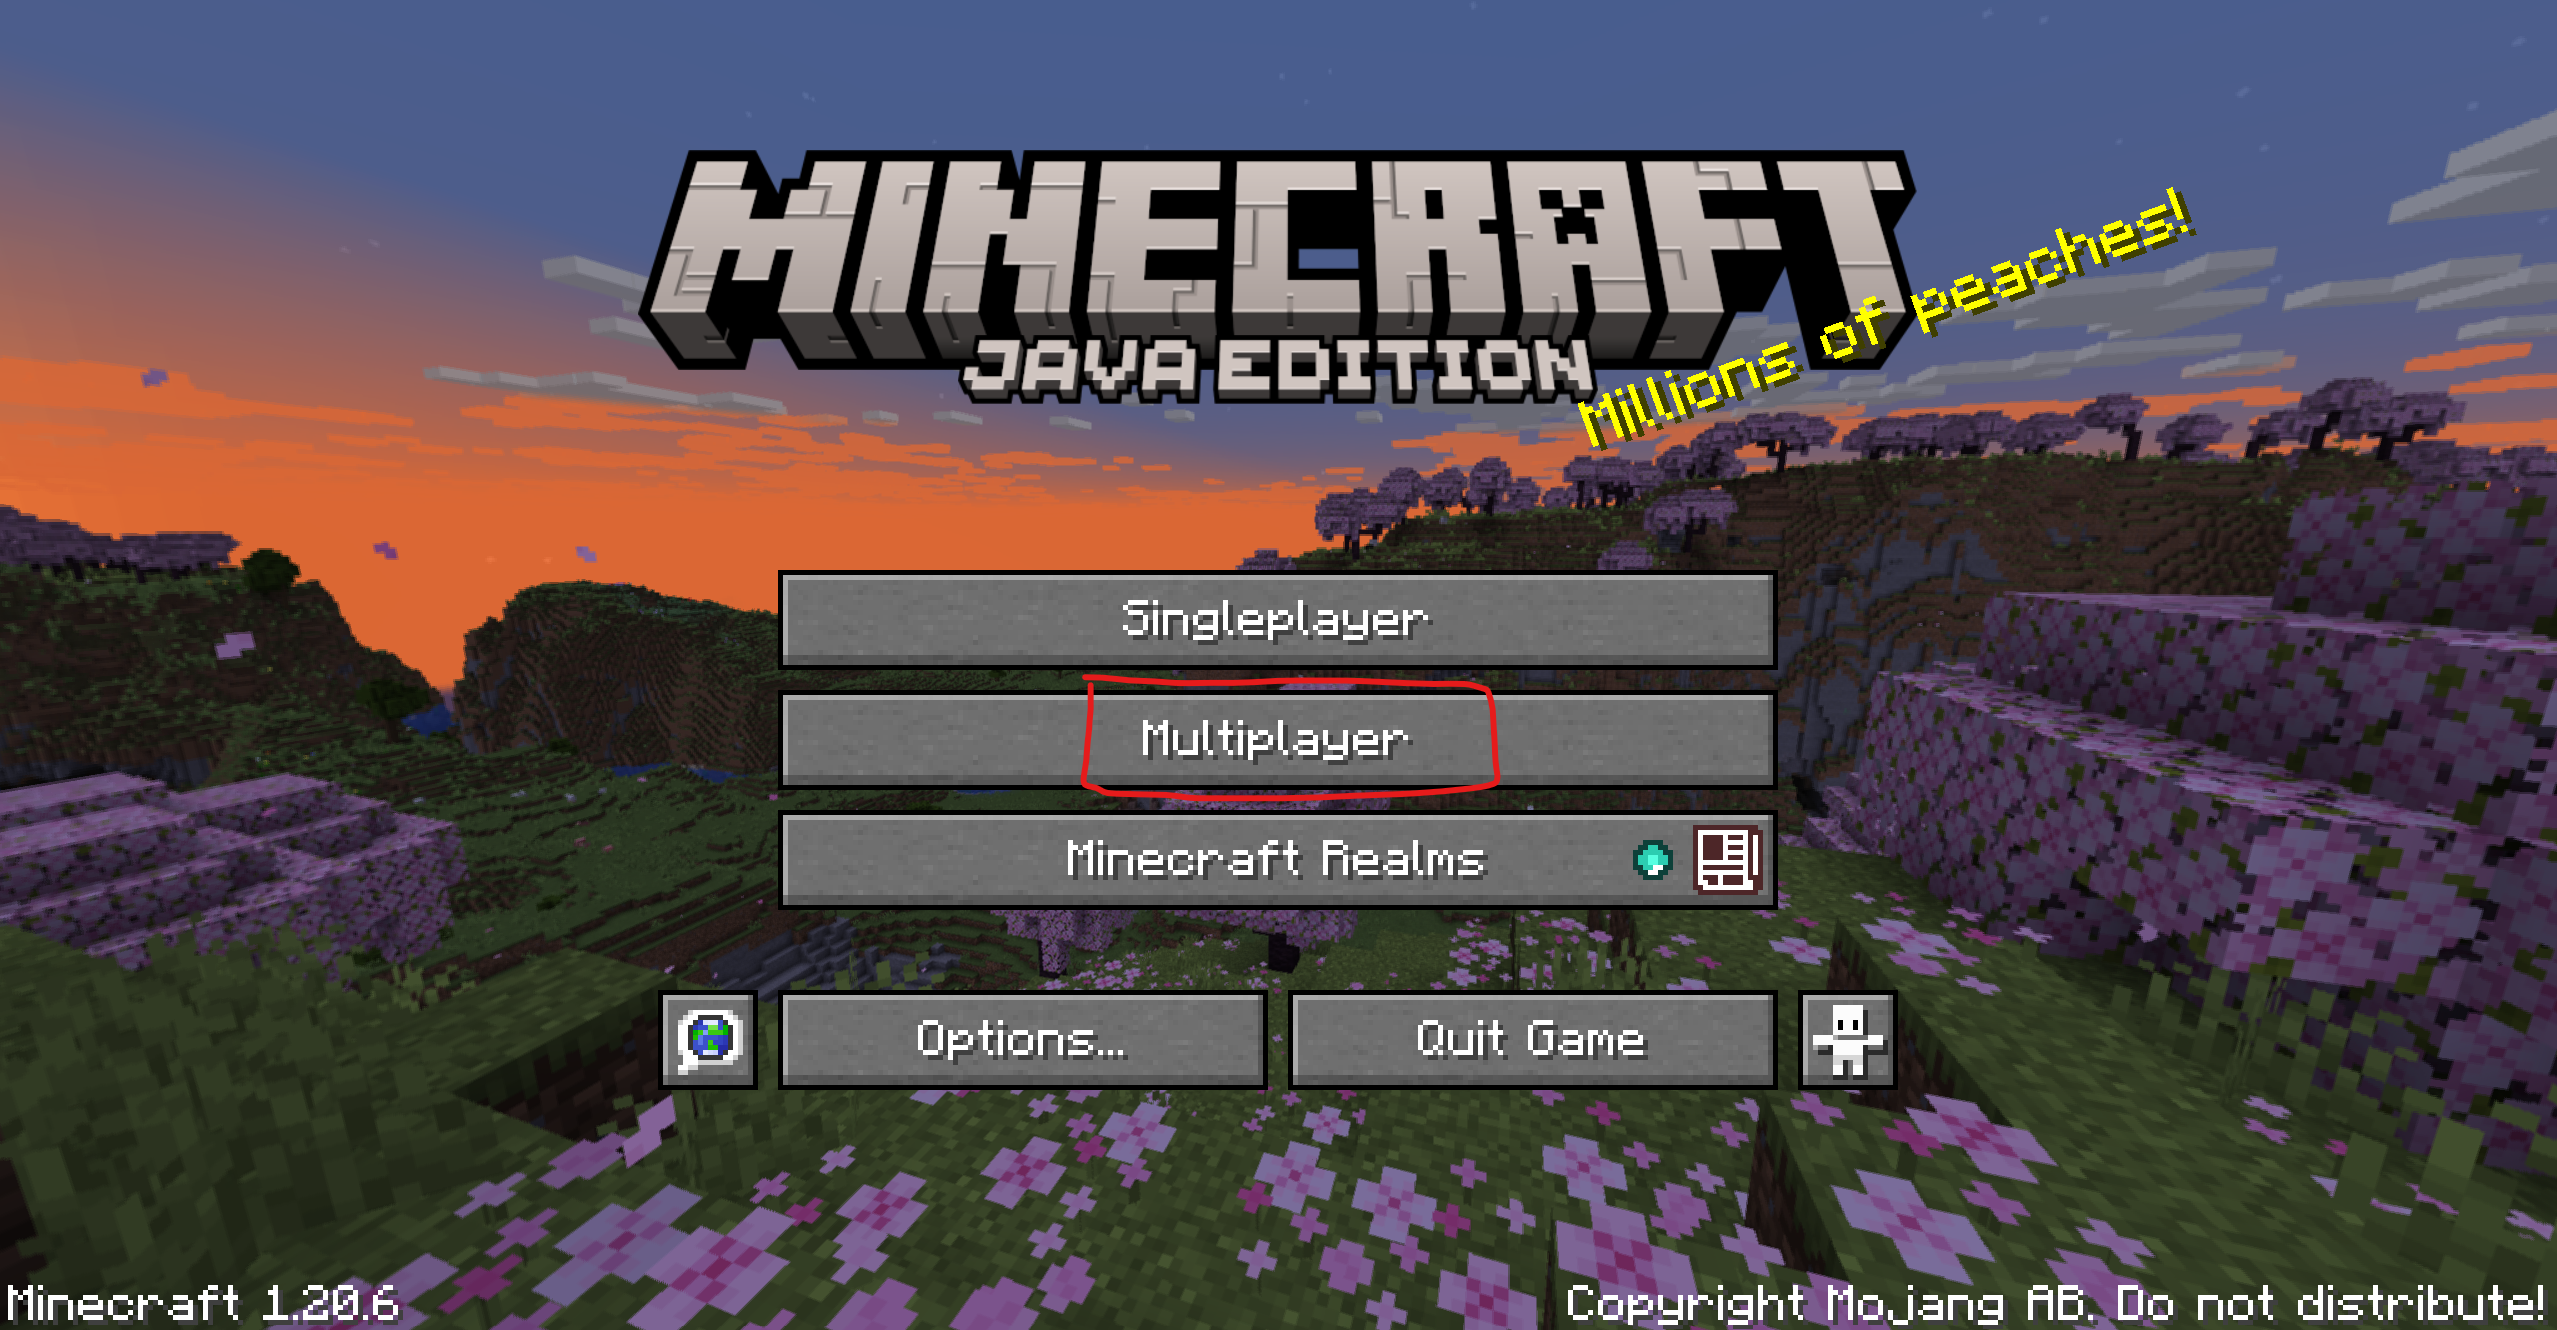 MINECRAFT
JAVA EDITION
Millions of peaches!
Singleplayer
Multiplayer
Minecraft Realms
Options...
Quit Game
Minecraft 1.20.6
Copyright Mojang AB. Do not distribute!